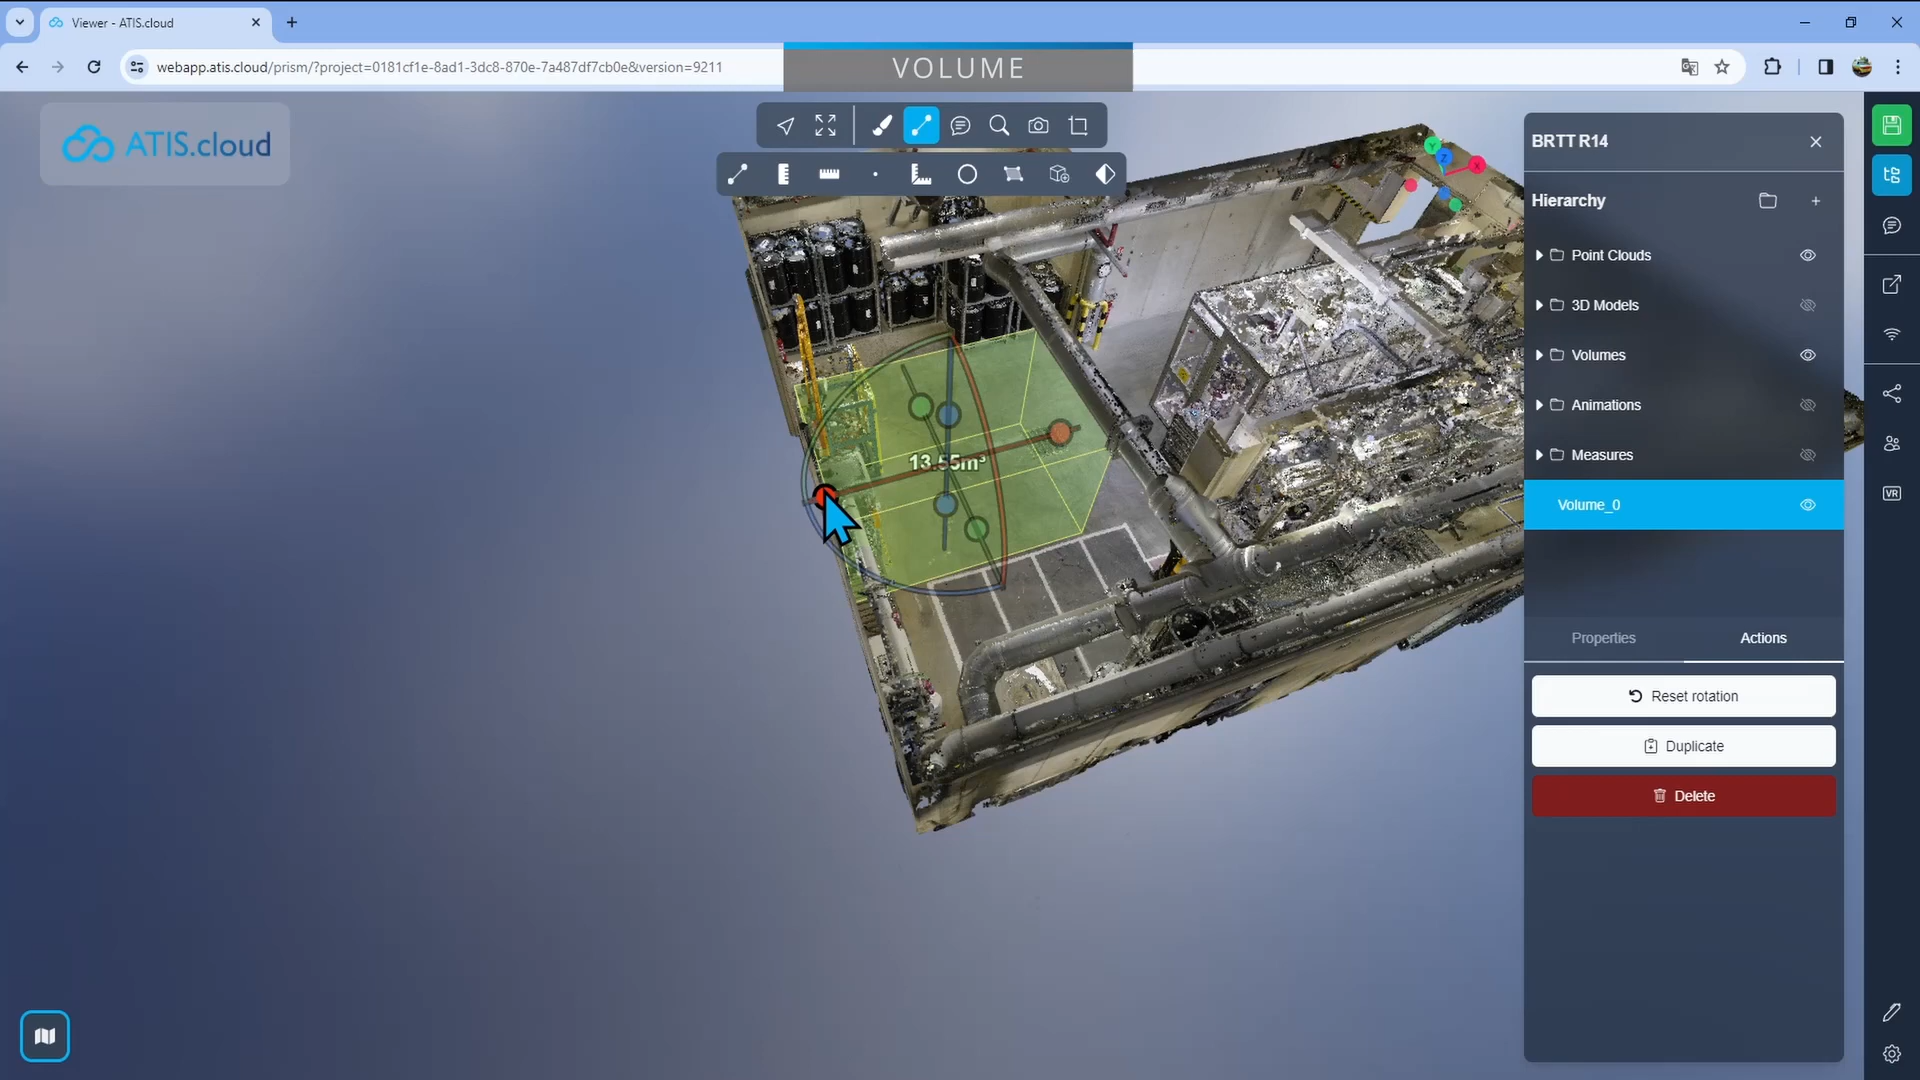 Viewer - ATIS.cloud
webapp.atis.cloud/prism/?project=0181cf1e-8ad1-3dc8-870e-7a487df7cb0e&version=9211
VOLUME
ATIS.cloud
Y
Z
X
BRTT R14
Hierarchy
Point Clouds
3D Models
Volumes
Animations
Measures
Volume_0
13.55m³
Properties
Actions
Reset rotation
Duplicate
Delete
VR